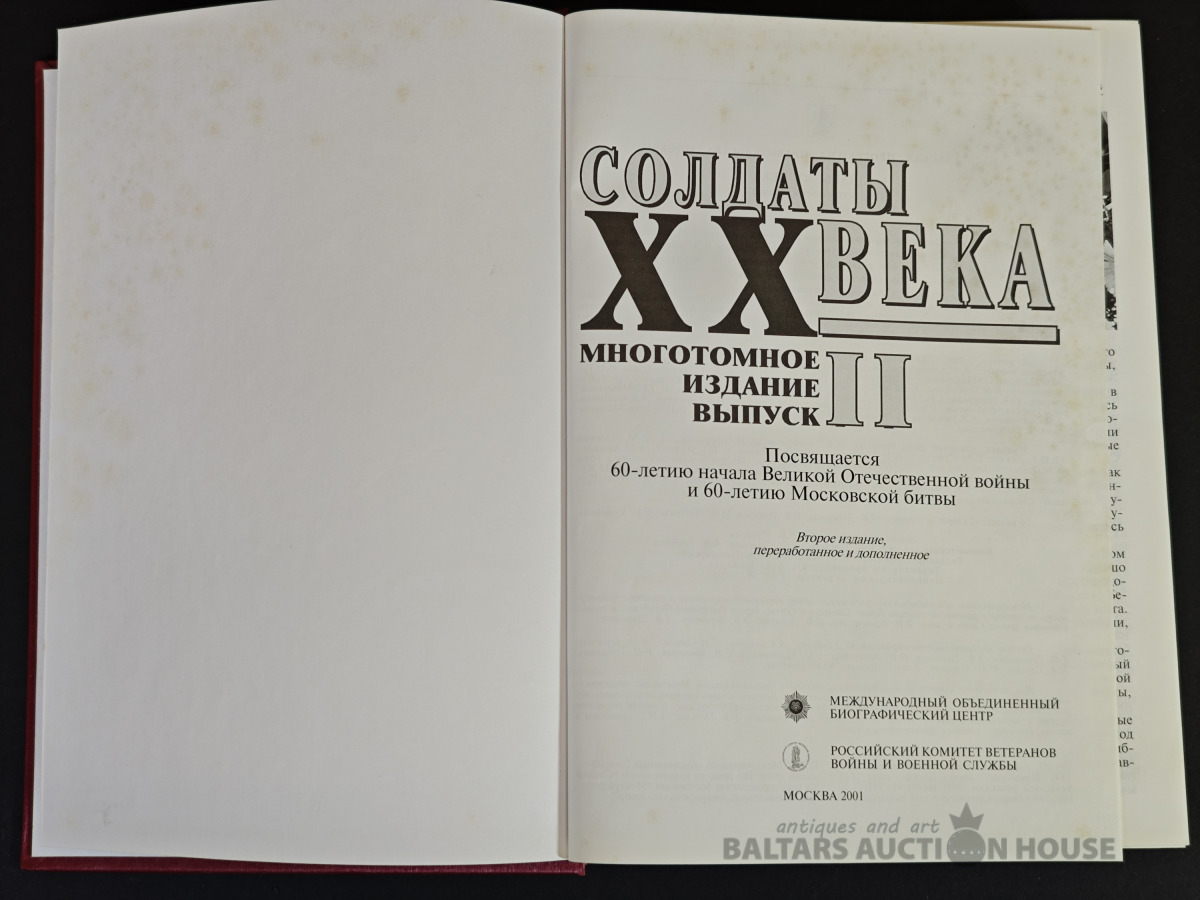 СОЛДАТЫ
XX ВЕКА
МНОГОТОМНОЕ
ИЗДАНИЕ
ВЫПУСК II
Посвящается
60-летию начала Великой Отечественной войны
и 60-летию Московской битвы
Второе издание,
переработанное и дополненное
МЕЖДУНАРОДНЫЙ ОБЪЕДИНЕННЫЙ
БИОГРАФИЧЕСКИЙ ЦЕНТР
РОССИЙСКИЙ КОМИТЕТ ВЕТЕРАНОВ
ВОЙНЫ И ВОЕННОЙ СЛУЖБЫ
МОСКВА 2001
antiques and art
BALTARS AUCTION HOUSE